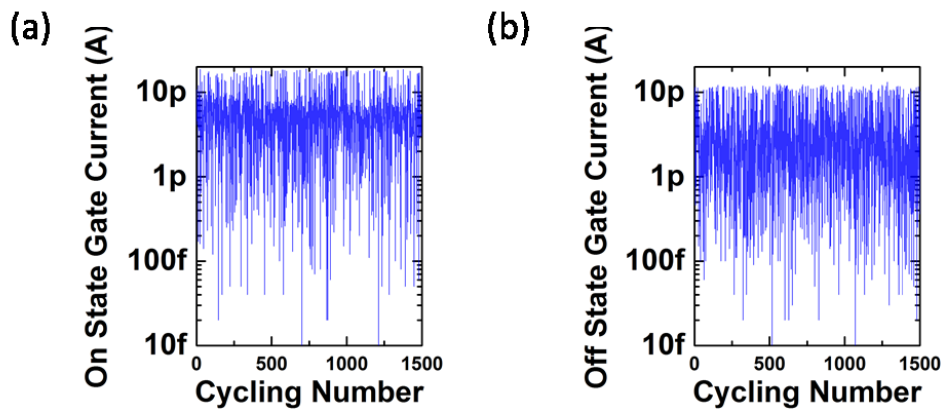 (a)
On State Gate Current (A)
10p
1p
100f
10f
0
500
1000
1500
Cycling Number
(b)
Off State Gate Current (A)
10p
1p
100f
10f
0
500
1000
1500
Cycling Number